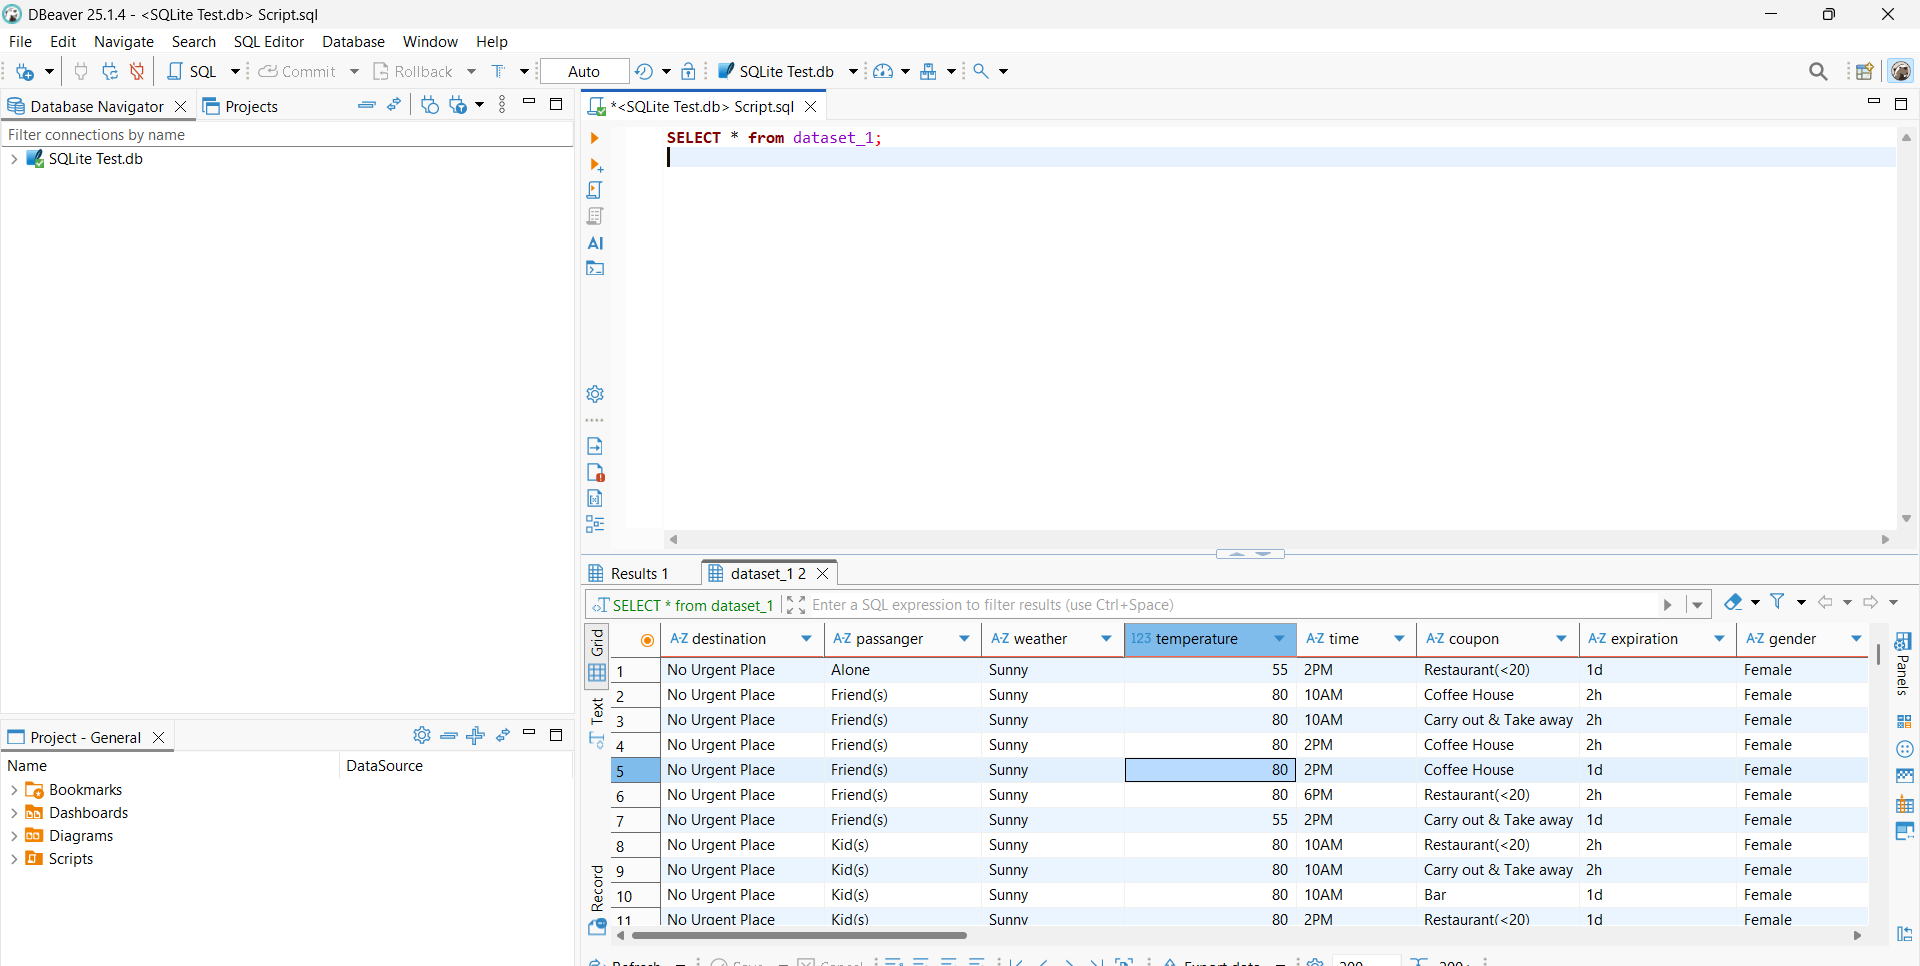 DBeaver 25.1.4 - <SQLite Test.db> Script.sql
File Edit Navigate Search SQL Editor Database Window Help
SQL Commit Rollback Auto SQLite Test.db
Database Navigator Projects
*<SQLite Test.db> Script.sql
Filter connections by name
SQLite Test.db
SELECT * from dataset_1;
AI
Results 1 dataset_1 2
SELECT * from dataset_1 Enter a SQL expression to filter results (use Ctrl+Space)
Grid
Text
Record
Panels
A-Z destination A-Z passanger A-Z weather 123 temperature A-Z time A-Z coupon A-Z expiration A-Z gender
1 No Urgent Place Alone Sunny 55 2PM Restaurant(<20) 1d Female
2 No Urgent Place Friend(s) Sunny 80 10AM Coffee House 2h Female
3 No Urgent Place Friend(s) Sunny 80 10AM Carry out & Take away 2h Female
4 No Urgent Place Friend(s) Sunny 80 2PM Coffee House 2h Female
5 No Urgent Place Friend(s) Sunny 80 2PM Coffee House 1d Female
6 No Urgent Place Friend(s) Sunny 80 6PM Restaurant(<20) 2h Female
7 No Urgent Place Friend(s) Sunny 55 2PM Carry out & Take away 1d Female
8 No Urgent Place Kid(s) Sunny 80 10AM Restaurant(<20) 2h Female
9 No Urgent Place Kid(s) Sunny 80 10AM Carry out & Take away 2h Female
10 No Urgent Place Kid(s) Sunny 80 10AM Bar 1d Female
11 No Urgent Place Kid(s) Sunny 80 2PM Restaurant(<20) 1d Female
Refresh Save Cancel Export data 200 200+
Project - General
Name DataSource
Bookmarks
Dashboards
Diagrams
Scripts